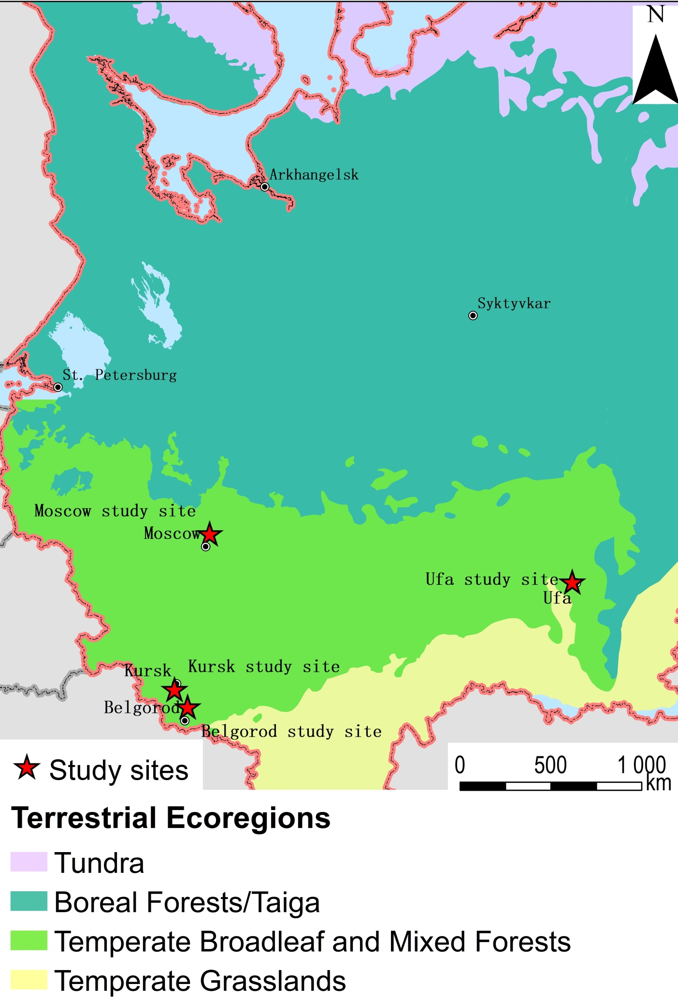 N
Arkhangelsk
Syktyvkar
St. Petersburg
Moscow study site
Moscow
Ufa study site
Ufa
Kursk study site
Kursk
Belgorod
Belgorod study site
Study sites
0 500 1 000
km
Terrestrial Ecoregions
Tundra
Boreal Forests/Taiga
Temperate Broadleaf and Mixed Forests
Temperate Grasslands